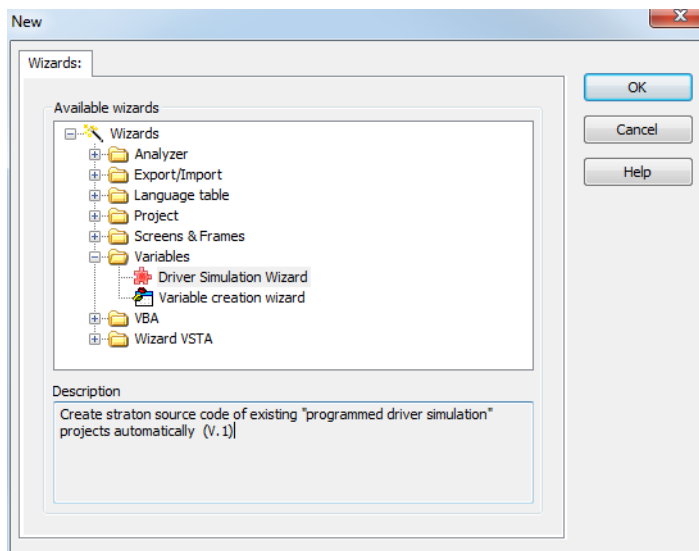 New
Wizards:
OK
Available wizards
Wizards
Cancel
Analyzer
Export/Import
Help
Language table
Project
Screens & Frames
Variables
Driver Simulation Wizard
Variable creation wizard
VBA
Wizard VSTA
Description
Create straton source code of existing "programmed driver simulation"
projects automatically (V.1)